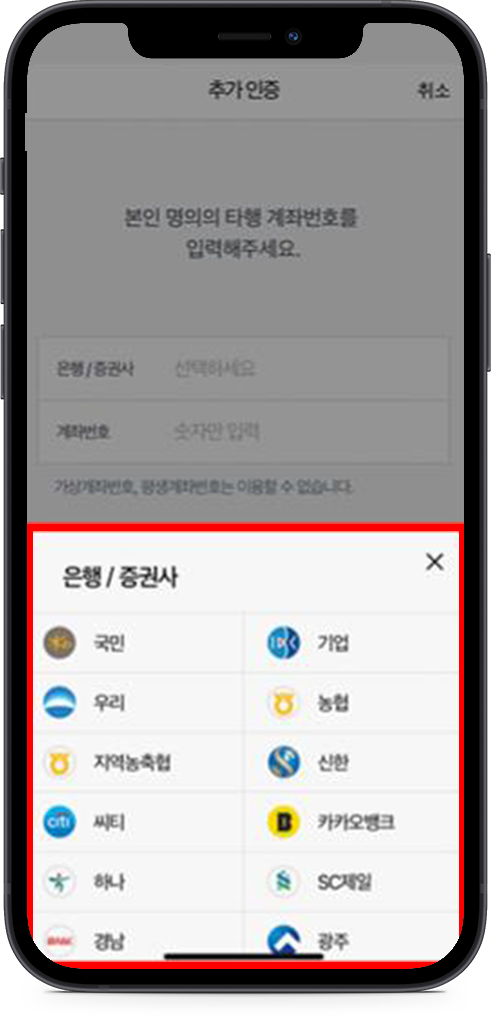 추가 인증 취소
본인 명의의 타행 계좌번호를
입력해주세요.
은행 / 증권사 선택하세요
계좌번호 숫자만 입력
가상계좌번호, 평생계좌번호는 이용할 수 없습니다.
은행 / 증권사
국민 기업
우리 농협
지역농축협 신한
citi 씨티 카카오뱅크
하나 SC제일
경남 광주